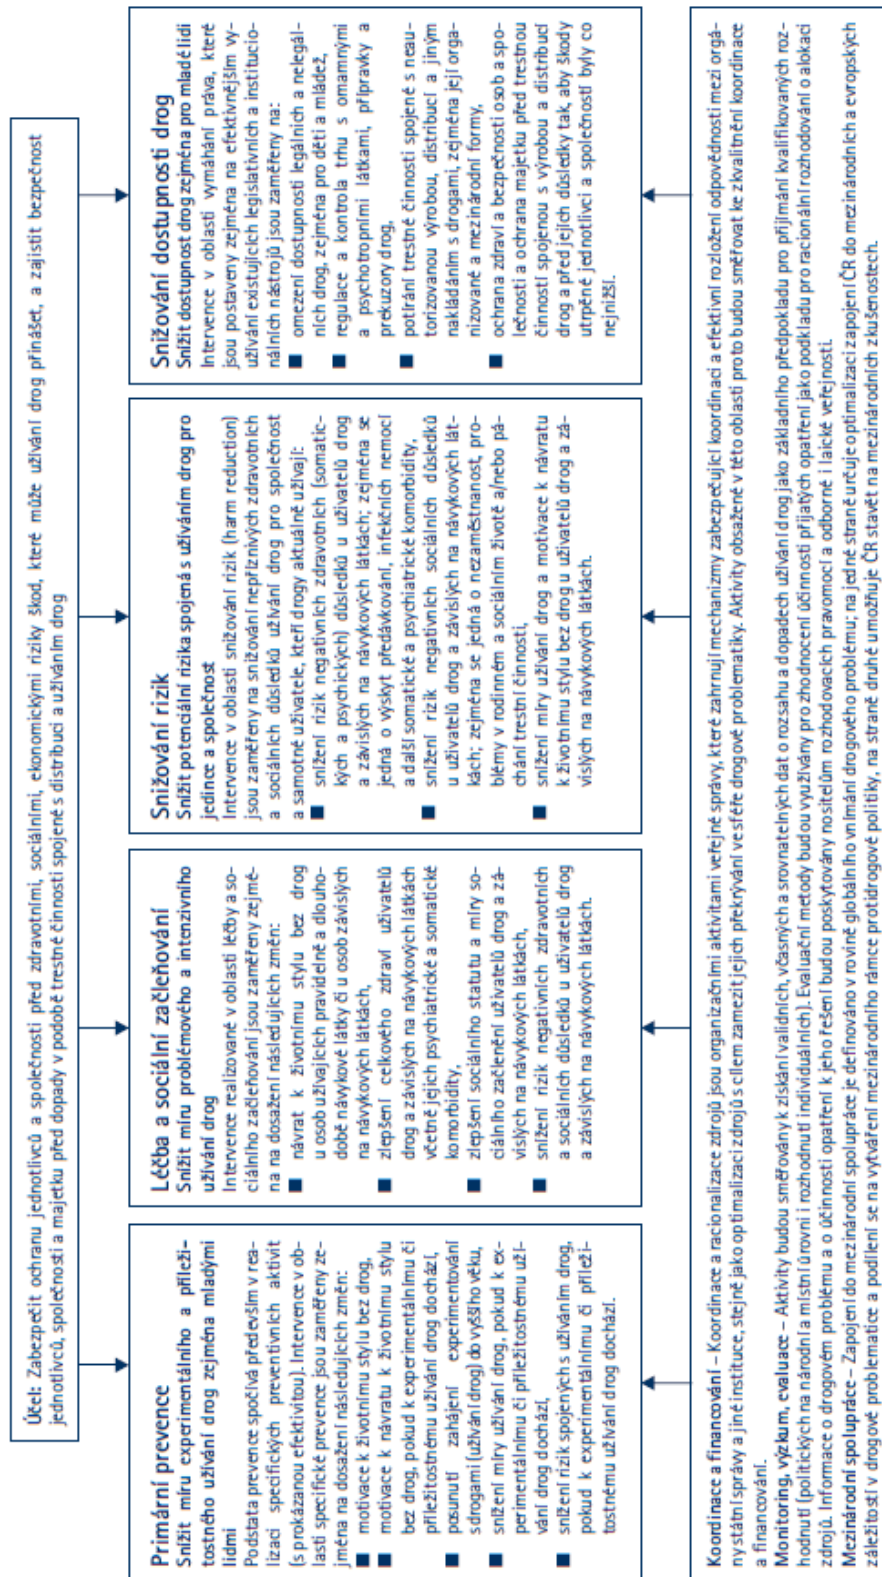 Účel: Zabezpečit ochranu jednotlivců a společnosti před zdravotními, sociálními, ekonomickými riziky škod, které může užívání drog přinášet, a zajistit bezpečnost
jednotlivců, společnosti a majetku před dopady v podobě trestné činnosti spojené s distribucí a užíváním drog
Primární prevence
Snížit míru experimentálního a příleži-
tostného užívání drog zejména mladými
lidmi
Podstata prevence spočívá především v rea-
lizaci specifických preventivních aktivit
(s prokázanou efektivitou). Intervence v ob-
lasti specifické prevence jsou zaměřeny ze-
jména na dosažení následujících změn:
■ motivace k životnímu stylu bez drog,
■ motivace k návratu k životnímu stylu
bez drog, pokud k experimentálnímu či
příležitostnému užívání drog dochází,
■ posunutí zahájení experimentování
s drogami (užívání drog) do vyššího věku,
■ snížení míry užívání drog, pokud k ex-
perimentálnímu či příležitostnému uží-
vání drog dochází,
■ snížení rizik spojených s užíváním drog,
pokud k experimentálnímu či příleži-
tostnému užívání drog dochází.
Léčba a sociální začleňování
Snížit míru problémového a intenzivního
užívání drog
Intervence realizované v oblasti léčby a so-
ciálního začleňování jsou zaměřeny zejmé-
na na dosažení následujících změn:
■ návrat k životnímu stylu bez drog
u osob užívajících pravidelně a dlouho-
době návykové látky či u osob závislých
na návykových látkách,
■ zlepšení celkového zdraví uživatelů
drog a závislých na návykových látkách
včetně jejich psychiatrické a somatické
komorbidity,
■ zlepšení sociálního statutu a míry so-
ciálního začlenění uživatelů drog a zá-
vislých na návykových látkách,
■ snížení rizik negativních zdravotních
a sociálních důsledků u uživatelů drog
a závislých na návykových látkách.
Snižování rizik
Snížit potenciální rizika spojená s užíváním drog pro
jedince a společnost
Intervence v oblasti snižování rizik (harm reduction)
jsou zaměřeny na snižování nepříznivých zdravotních
a sociálních důsledků užívání drog pro společnost
a samotné uživatele, kteří drogy aktuálně užívají:
■ snížení rizik negativních zdravotních (somatic-
kých a psychických) důsledků u uživatelů drog
a závislých na návykových látkách; zejména se
jedná o výskyt předávkování, infekčních nemocí
a další somatické a psychiatrické komorbidity,
■ snížení rizik negativních sociálních důsledků
u uživatelů drog a závislých na návykových lát-
kách; zejména se jedná o nezaměstnanost, pro-
blémy v rodinném a sociálním životě a/nebo pá-
chání trestní činnosti,
■ snížení míry užívání drog a motivace k návratu
k životnímu stylu bez drog u uživatelů drog a zá-
vislých na návykových látkách.
Snižování dostupnosti drog
Snížit dostupnost drog zejména pro mladé lidi
Intervence v oblasti vymáhání práva, které
jsou postaveny zejména na efektivnějším vy-
užívání existujících legislativních a institucio-
nálních nástrojů jsou zaměřeny na:
■ omezení dostupnosti legálních a nelegál-
ních drog, zejména pro děti a mládež,
■ regulace a kontrola trhu s omamnými
a psychotropními látkami, přípravky a
prekuzory drog,
■ potírání trestné činnosti spojené s neau-
torizovanou výrobou, distribucí a jiným
nakládáním s drogami, zejména její orga-
nizované a mezinárodní formy,
■ ochrana zdraví a bezpečnosti osob a spo-
lečnosti a ochrana majetku před trestnou
činností spojenou s výrobou a distribucí
drog a před jejich důsledky tak, aby škody
utrpěné jednotlivci a společností byly co
nejnižší.
Koordinace a financování – Koordinace a racionalizace zdrojů jsou organizačními aktivitami veřejné správy, které zahrnují mechanizmy zabezpečující koordinaci a efektivní rozložení odpovědnosti mezi orgá-
ny státní správy a jiné instituce, stejně jako optimalizaci zdrojů s cílem zamezit jejich překrývání ve sféře drogové problematiky. Aktivity obsažené v této oblasti proto budou směřovat ke zkvalitnění koordinace
a financování.
Monitoring, výzkum, evaluace – Aktivity budou směřovány k získání validních, včasných a srovnatelných dat o rozsahu a dopadech užívání drog jako základního předpokladu pro přijímání kvalifikovaných roz-
hodnutí (politických na národní a místní úrovni i rozhodnutí individuálních). Evaluační metody budou využívány pro zhodnocení účinnosti přijatých opatření jako podkladu pro racionální rozhodování o alokaci
zdrojů. Informace o drogovém problému a o účinnosti opatření k jeho řešení budou poskytovány nositelům rozhodovacích pravomocí a odborné i laické veřejnosti.
Mezinárodní spolupráce – Zapojení do mezinárodní spolupráce je definováno v rovině globálního vnímání drogového problému; na jedné straně určuje optimalizaci zapojení ČR do mezinárodních a evropských
záležitostí v drogové problematice a podílení se na vytváření mezinárodního rámce protidrogové politiky, na straně druhé umožňuje ČR stavět na mezinárodních zkušenostech.